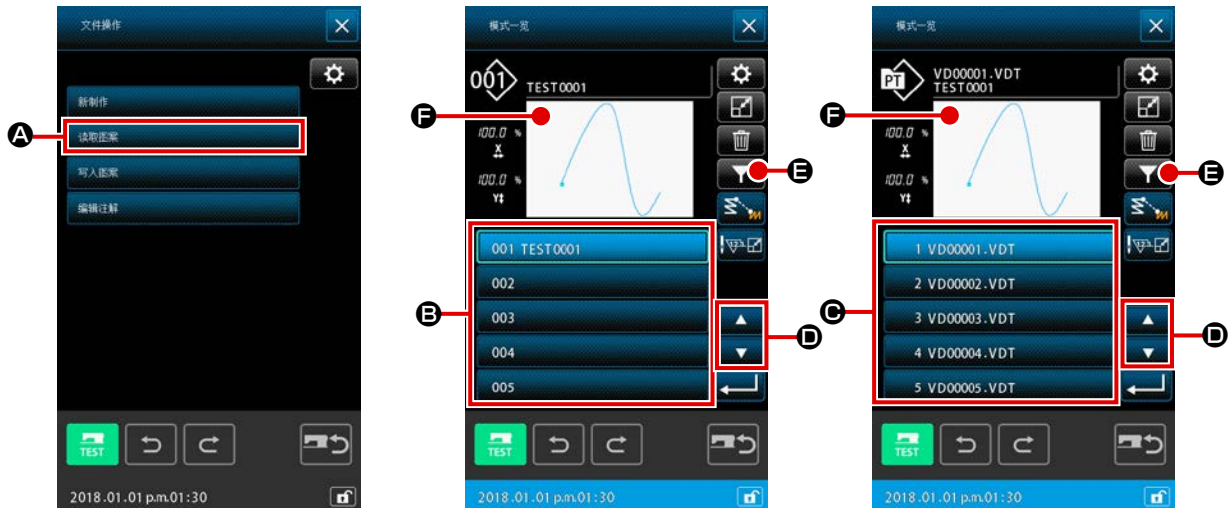 文件操作
新制作
A
读取图案
写入图案
编辑注解
TEST
2018.01.01 p.m.01:30
模式一览
001
TEST0001
F
100.0 %
X
100.0 %
Y
E
001 TEST0001
002
B
003
D
004
005
TEST
2018.01.01 p.m.01:30
模式一览
PT
VD00001.VDT
TEST0001
F
100.0 %
X
100.0 %
Y
E
1 VD00001.VDT
2 VD00002.VDT
C
3 VD00003.VDT
D
4 VD00004.VDT
5 VD00005.VDT
TEST
2018.01.01 p.m.01:30